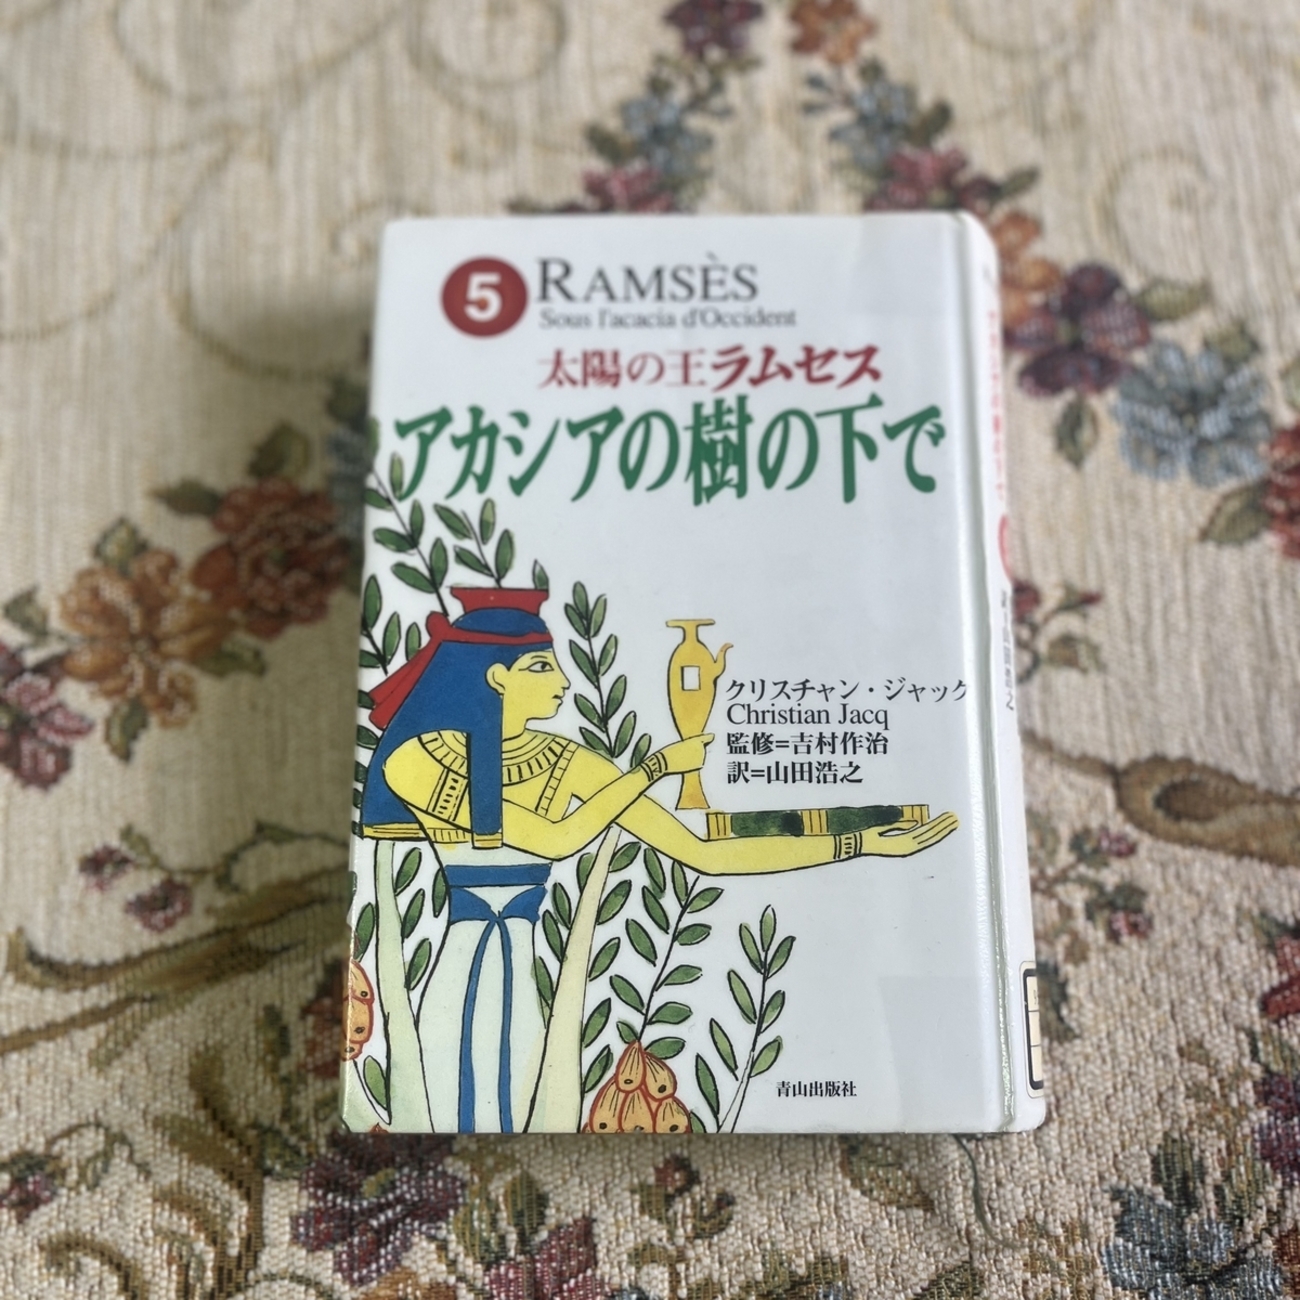 5
RAMSÈS
Sous l'acacia d'Occident
太陽の王ラムセス
アカシアの樹の下で
クリスチャン・ジャック
Christian Jacq
監修=吉村作治
訳=山田浩之
青山出版社